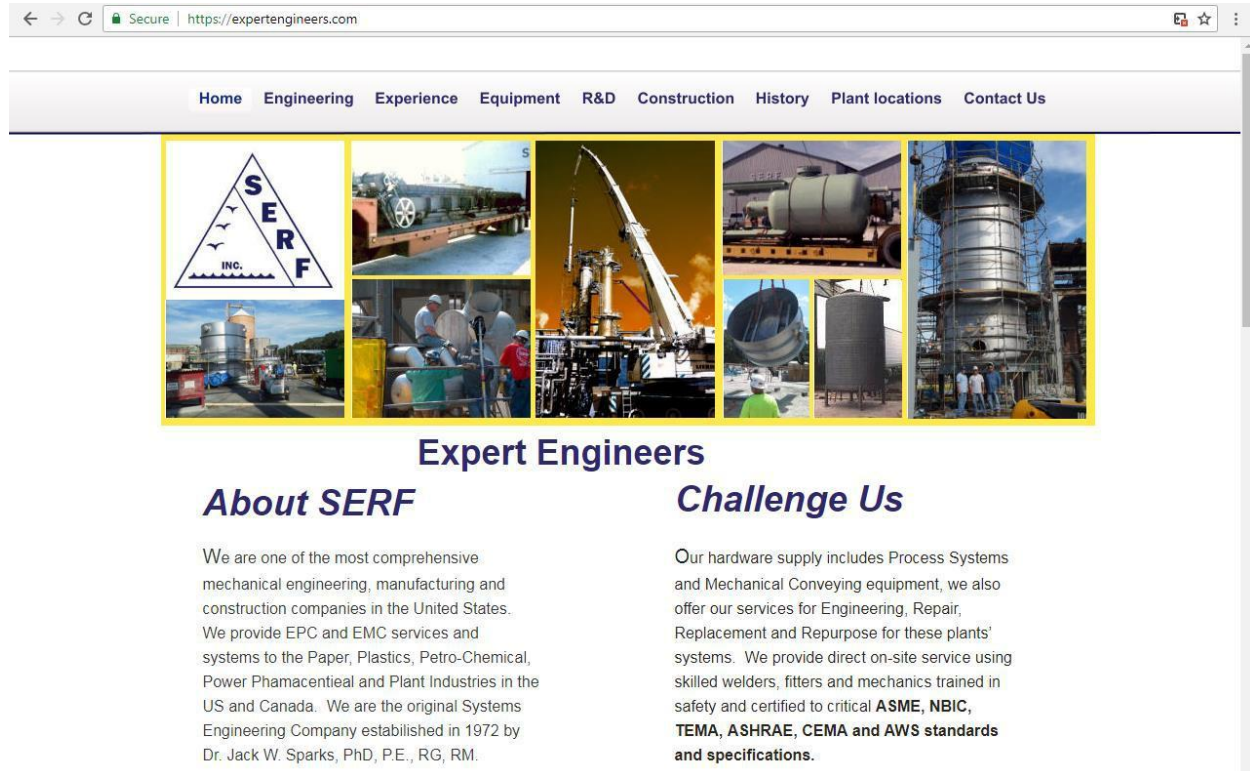 Secure | https://expertengineers.com
Home Engineering Experience Equipment R&D Construction History Plant locations Contact Us
SERF
INC.
SERF
Expert Engineers
About SERF
We are one of the most comprehensive
mechanical engineering, manufacturing and
construction companies in the United States.
We provide EPC and EMC services and
systems to the Paper, Plastics, Petro-Chemical,
Power Phamacentieal and Plant Industries in the
US and Canada. We are the original Systems
Engineering Company estabilished in 1972 by
Dr. Jack W. Sparks, PhD, P.E., RG, RM.
Challenge Us
Our hardware supply includes Process Systems
and Mechanical Conveying equipment, we also
offer our services for Engineering, Repair,
Replacement and Repurpose for these plants'
systems. We provide direct on-site service using
skilled welders, fitters and mechanics trained in
safety and certified to critical ASME, NBIC,
TEMA, ASHRAE, CEMA and AWS standards
and specifications.